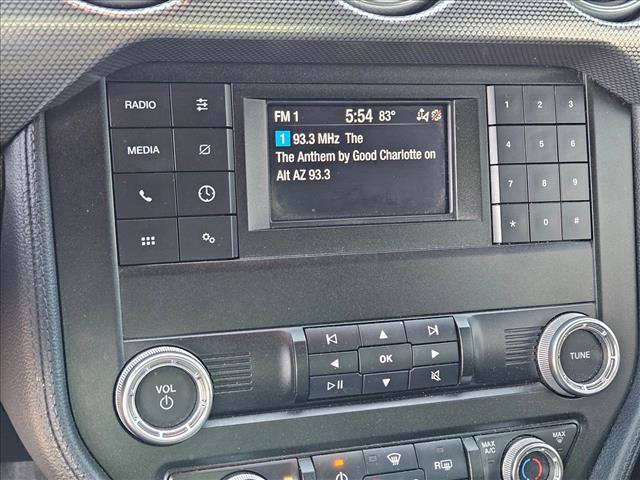 RADIO
MEDIA
FM 1 5:54 83°
1 93.3 MHz The
The Anthem by Good Charlotte on
Alt AZ 93.3
1 2 3
4 5 6
7 8 9
* 0 #
VOL
OK
TUNE
R
MAX A/C
MAX